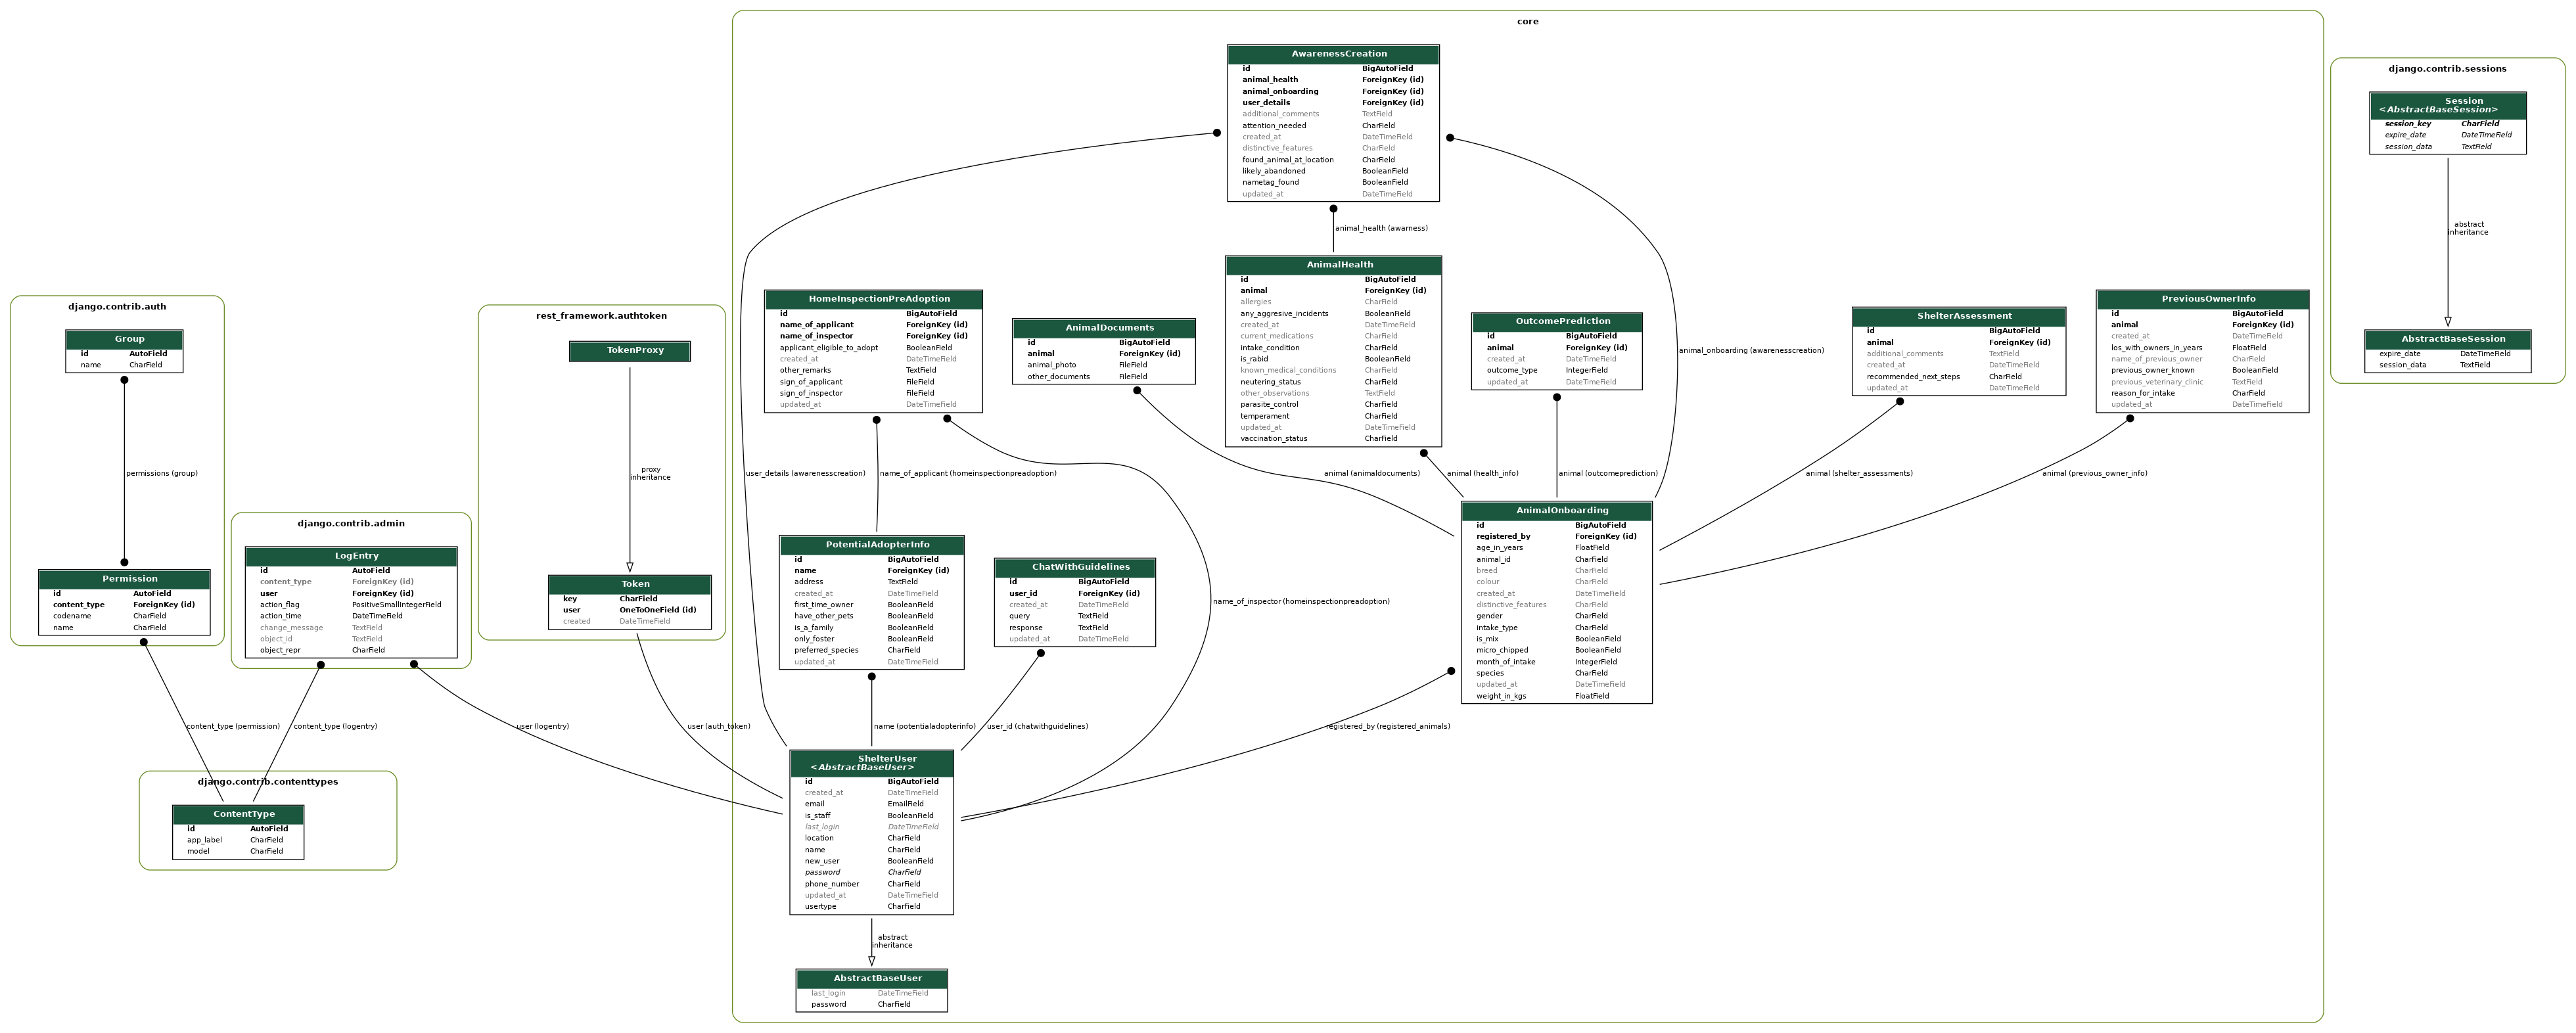 core
AwarenessCreation
id BigAutoField
animal_health ForeignKey (id)
animal_onboarding ForeignKey (id)
user_details ForeignKey (id)
additional_comments TextField
attention_needed CharField
created_at DateTimeField
distinctive_features CharField
found_animal_at_location CharField
likely_abandoned BooleanField
nametag_found BooleanField
updated_at DateTimeField
django.contrib.sessions
Session
<AbstractBaseSession>
session_key CharField
expire_date DateTimeField
session_data TextField
abstract
inheritance
AbstractBaseSession
expire_date DateTimeField
session_data TextField
animal_health (awarness)
AnimalHealth
id BigAutoField
animal ForeignKey (id)
allergies CharField
any_aggresive_incidents BooleanField
created_at DateTimeField
current_medications CharField
intake_condition CharField
is_rabid BooleanField
known_medical_conditions CharField
neutering_status CharField
other_observations TextField
parasite_control CharField
temperament CharField
updated_at DateTimeField
vaccination_status CharField
HomeInspectionPreAdoption
id BigAutoField
name_of_applicant ForeignKey (id)
name_of_inspector ForeignKey (id)
applicant_eligible_to_adopt BooleanField
created_at DateTimeField
other_remarks TextField
sign_of_applicant FileField
sign_of_inspector FileField
updated_at DateTimeField
AnimalDocuments
id BigAutoField
animal ForeignKey (id)
animal_photo FileField
other_documents FileField
OutcomePrediction
id BigAutoField
animal ForeignKey (id)
created_at DateTimeField
outcome_type IntegerField
updated_at DateTimeField
animal_onboarding (awarenesscreation)
ShelterAssessment
id BigAutoField
animal ForeignKey (id)
additional_comments TextField
created_at DateTimeField
recommended_next_steps CharField
updated_at DateTimeField
PreviousOwnerInfo
id BigAutoField
animal ForeignKey (id)
created_at DateTimeField
los_with_owners_in_years FloatField
name_of_previous_owner CharField
previous_owner_known BooleanField
previous_veterinary_clinic TextField
reason_for_intake CharField
updated_at DateTimeField
django.contrib.auth
Group
id AutoField
name CharField
permissions (group)
Permission
id AutoField
content_type ForeignKey (id)
codename CharField
name CharField
django.contrib.admin
LogEntry
id AutoField
content_type ForeignKey (id)
user ForeignKey (id)
action_flag PositiveSmallIntegerField
action_time DateTimeField
change_message TextField
object_id TextField
object_repr CharField
rest_framework.authtoken
TokenProxy
proxy
inheritance
Token
key CharField
user OneToOneField (id)
created DateTimeField
user_details (awarenesscreation)
name_of_applicant (homeinspectionpreadoption)
animal (animaldocuments)
animal (health_info)
animal (outcomeprediction)
animal (shelter_assessments)
animal (previous_owner_info)
PotentialAdopterInfo
id BigAutoField
name ForeignKey (id)
address TextField
created_at DateTimeField
first_time_owner BooleanField
have_other_pets BooleanField
is_a_family BooleanField
only_foster BooleanField
preferred_species CharField
updated_at DateTimeField
ChatWithGuidelines
id BigAutoField
user_id ForeignKey (id)
created_at DateTimeField
query TextField
response TextField
updated_at DateTimeField
name_of_inspector (homeinspectionpreadoption)
AnimalOnboarding
id BigAutoField
registered_by ForeignKey (id)
age_in_years FloatField
animal_id CharField
breed CharField
colour CharField
created_at DateTimeField
distinctive_features CharField
gender CharField
intake_type CharField
is_mix BooleanField
micro_chipped BooleanField
month_of_intake IntegerField
species CharField
updated_at DateTimeField
weight_in_kgs FloatField
content_type (permission)
content_type (logentry)
user (logentry)
user (auth_token)
name (potentialadopterinfo)
user_id (chatwithguidelines)
registered_by (registered_animals)
django.contrib.contenttypes
ContentType
id AutoField
app_label CharField
model CharField
ShelterUser
<AbstractBaseUser>
id BigAutoField
created_at DateTimeField
email EmailField
is_staff BooleanField
last_login DateTimeField
location CharField
name CharField
new_user BooleanField
password CharField
phone_number CharField
updated_at DateTimeField
usertype CharField
abstract
inheritance
AbstractBaseUser
last_login DateTimeField
password CharField